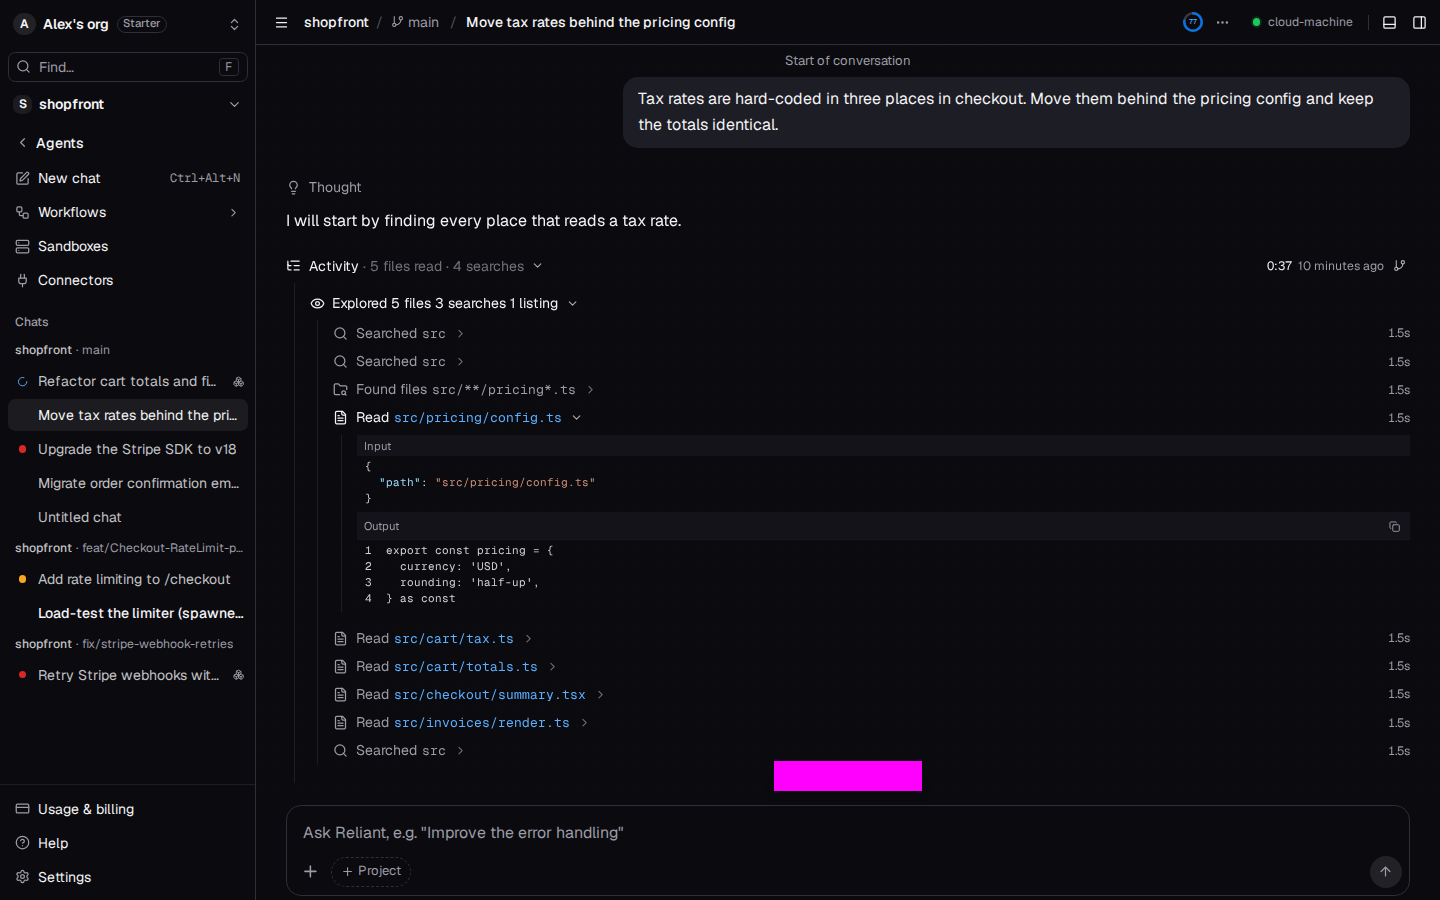 A Alex's org Starter
Find... F
S shopfront
Agents
New chat Ctrl+Alt+N
Workflows
Sandboxes
Connectors
Chats
shopfront · main
Refactor cart totals and fi...
Move tax rates behind the pri...
Upgrade the Stripe SDK to v18
Migrate order confirmation em...
Untitled chat
shopfront · feat/Checkout-RateLimit-p...
Add rate limiting to /checkout
Load-test the limiter (spawne...
shopfront · fix/stripe-webhook-retries
Retry Stripe webhooks wit...
Usage & billing
Help
Settings
shopfront / main / Move tax rates behind the pricing config
77 cloud-machine
Start of conversation
Tax rates are hard-coded in three places in checkout. Move them behind the pricing config and keep
the totals identical.
Thought
I will start by finding every place that reads a tax rate.
Activity · 5 files read · 4 searches 0:37 10 minutes ago
Explored 5 files 3 searches 1 listing
Searched src 1.5s
Searched src 1.5s
Found files src/**/pricing*.ts 1.5s
Read src/pricing/config.ts 1.5s
Input
{
"path": "src/pricing/config.ts"
}
Output
1 export const pricing = {
2 currency: 'USD',
3 rounding: 'half-up',
4 } as const
Read src/cart/tax.ts 1.5s
Read src/cart/totals.ts 1.5s
Read src/checkout/summary.tsx 1.5s
Read src/invoices/render.ts 1.5s
Searched src 1.5s
Ask Reliant, e.g. "Improve the error handling"
+ Project